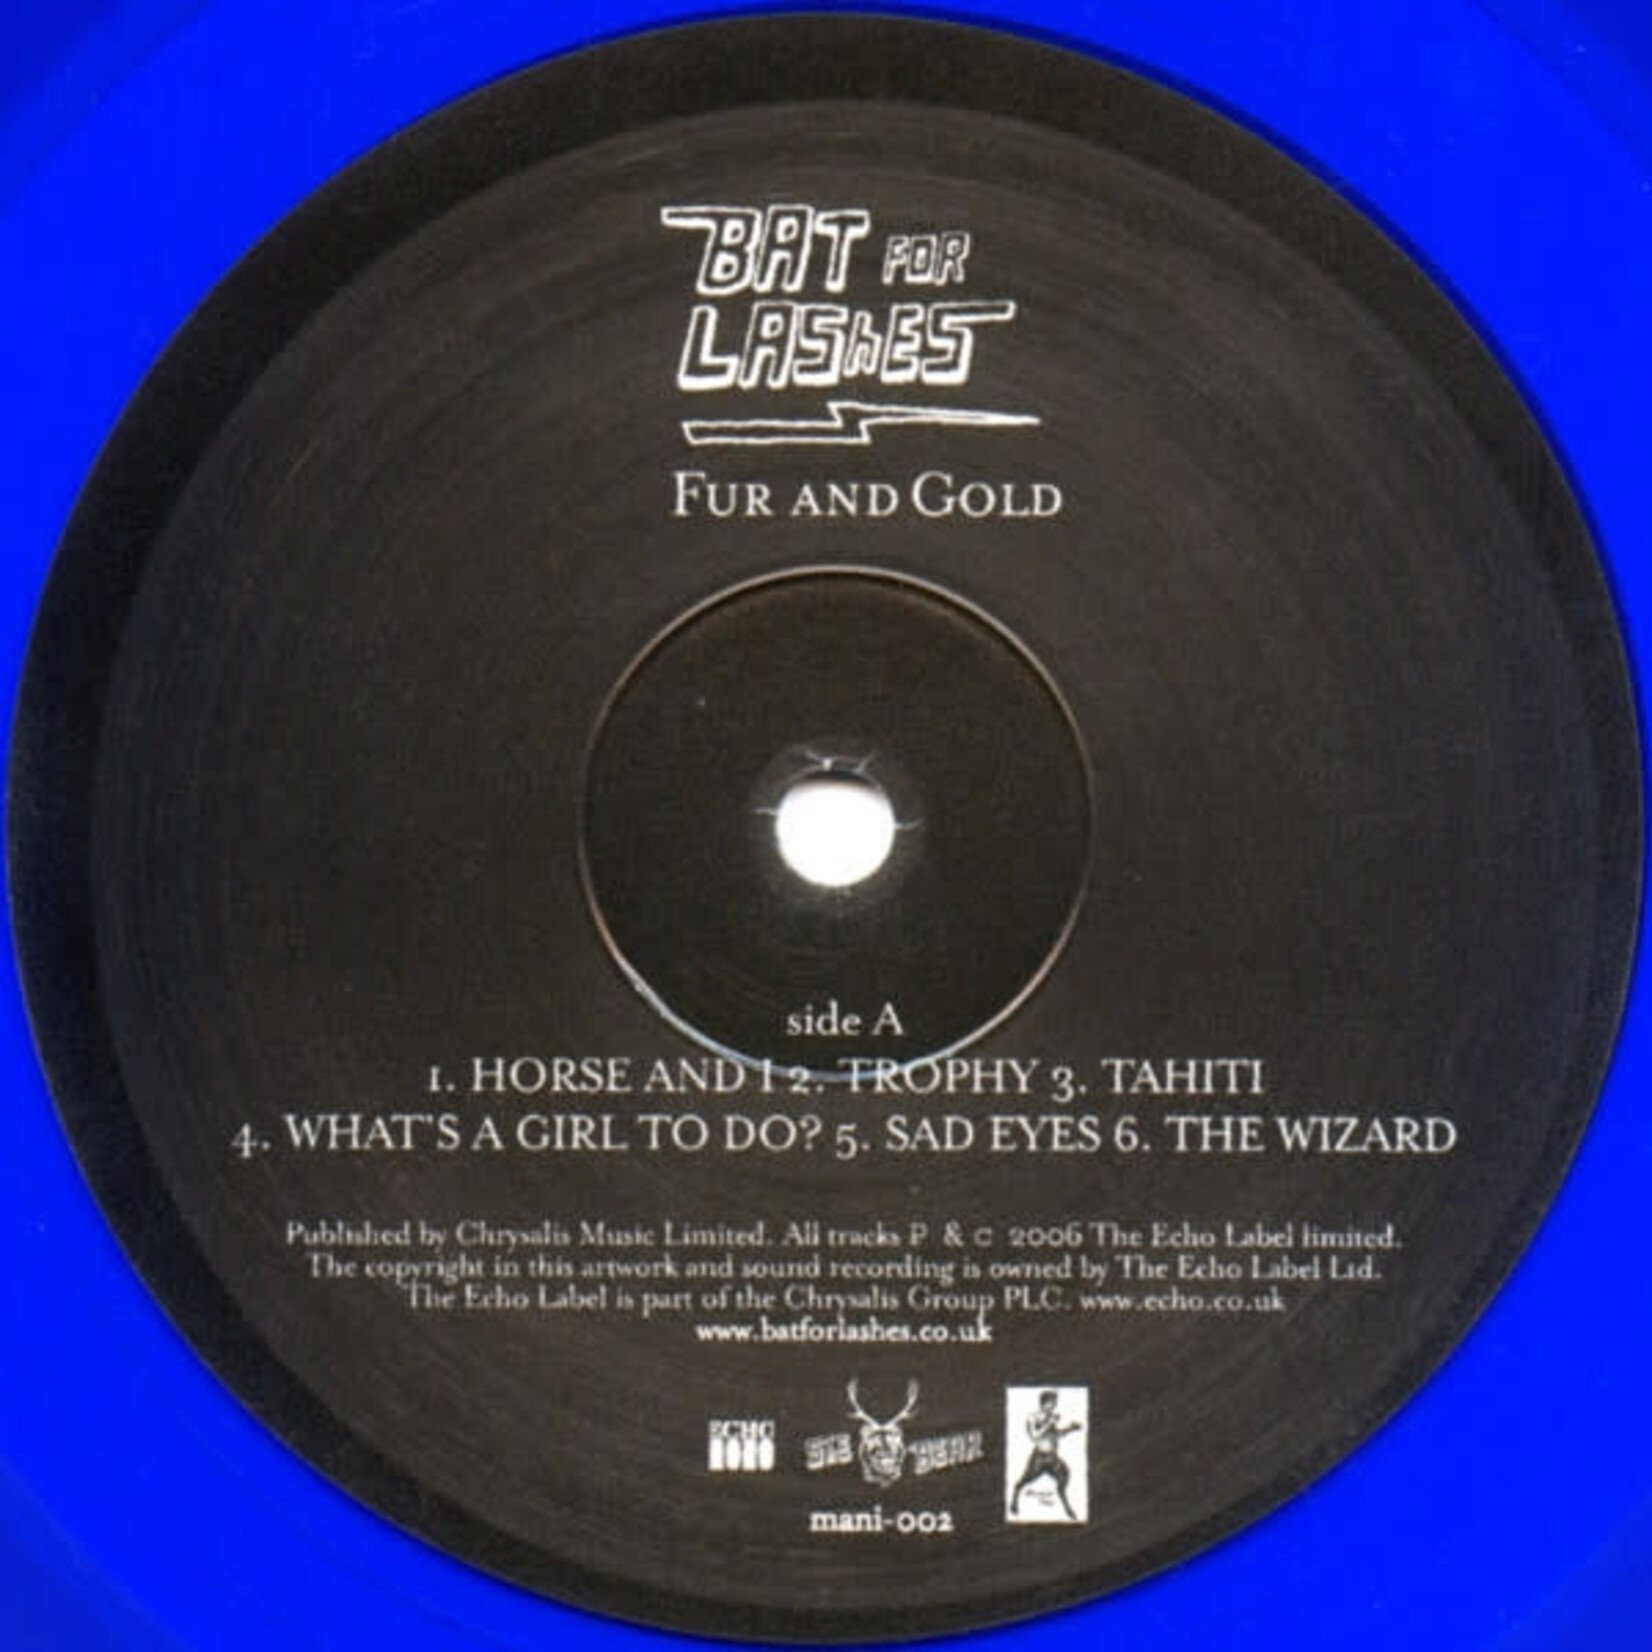 BAT FOR
LAShES
FUR AND GOLD
side A
1. HORSE AND I 2. TROPHY 3. TAHITI
4. WHAT'S A GIRL TO DO? 5. SAD EYES 6. THE WIZARD
Published by Chrysalis Music Limited. All tracks P & C 2006 The Echo Label limited.
The copyright in this artwork and sound recording is owned by The Echo Label Ltd.
The Echo Label is part of the Chrysalis Group PLC. www.echo.co.uk
www.batforlashes.co.uk
ECHO
SHE BEAR
mani-002